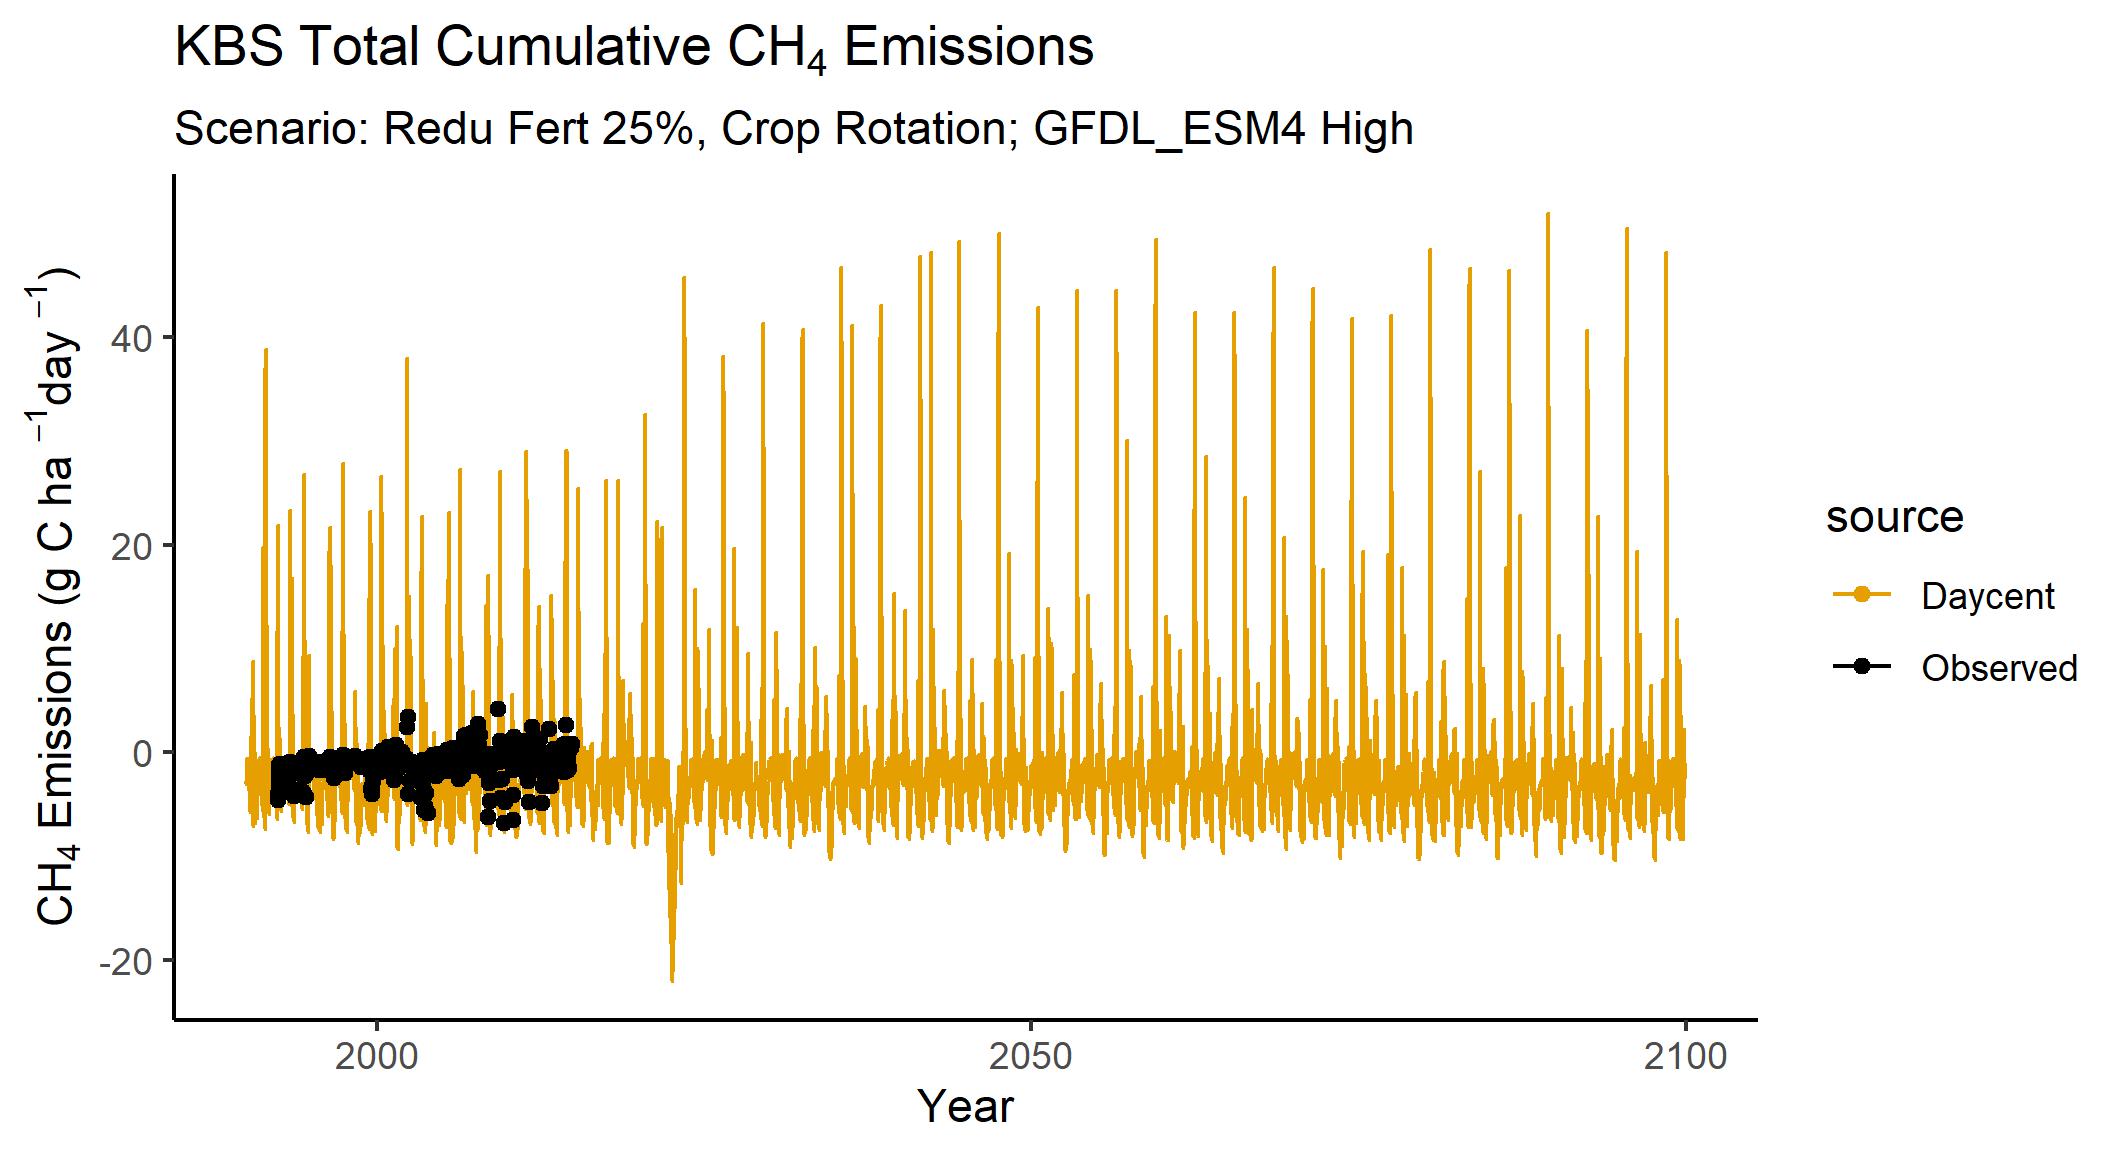 KBS Total Cumulative CH₄ Emissions
Scenario: Redu Fert 25%, Crop Rotation; GFDL_ESM4 High
CH₄ Emissions (g C ha ⁻¹day ⁻¹)
40
20
0
-20
2000
2050
2100
Year
source
Daycent
Observed